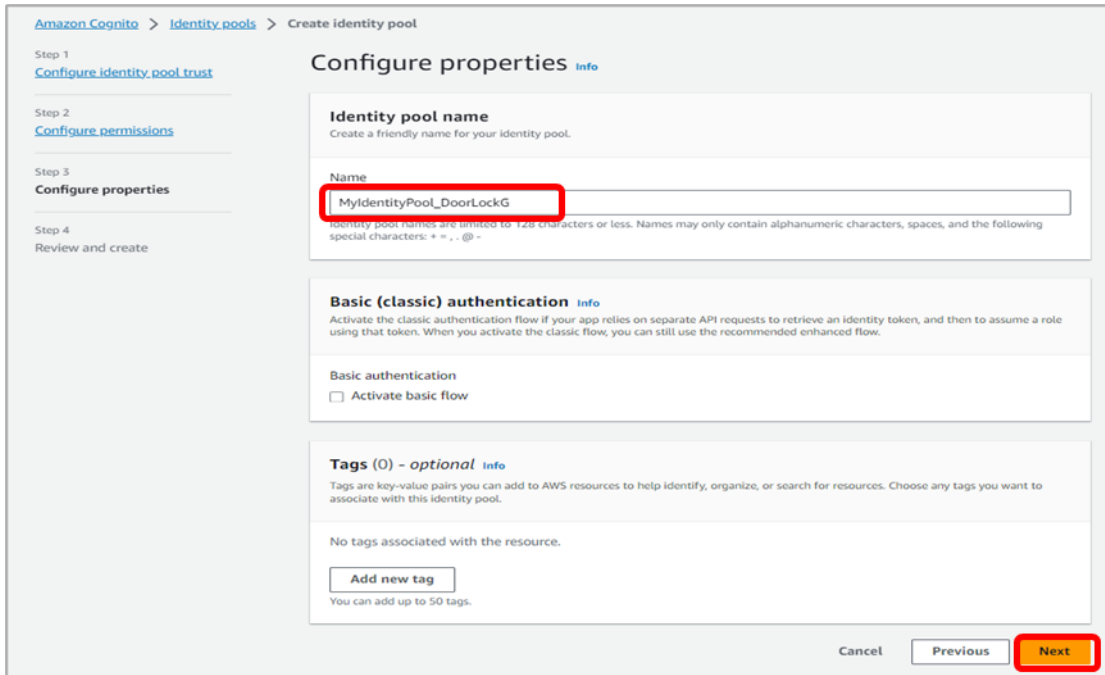 Amazon Cognito > Identity pools > Create identity pool
Step 1
Configure identity pool trust
Step 2
Configure permissions
Step 3
Configure properties
Step 4
Review and create
Configure properties Info
Identity pool name
Create a friendly name for your identity pool.
Name
MyIdentityPool_DoorLockG
Identity pool names are limited to 128 characters or less. Names may only contain alphanumeric characters, spaces, and the following
special characters: + = , . @ -
Basic (classic) authentication Info
Activate the classic authentication flow if your app relies on separate API requests to retrieve an identity token, and then to assume a role
using that token. When you activate the classic flow, you can still use the recommended enhanced flow.
Basic authentication
Activate basic flow
Tags (0) - optional Info
Tags are key-value pairs you can add to AWS resources to help identify, organize, or search for resources. Choose any tags you want to
associate with this identity pool.
No tags associated with the resource.
Add new tag
You can add up to 50 tags.
Cancel Previous Next